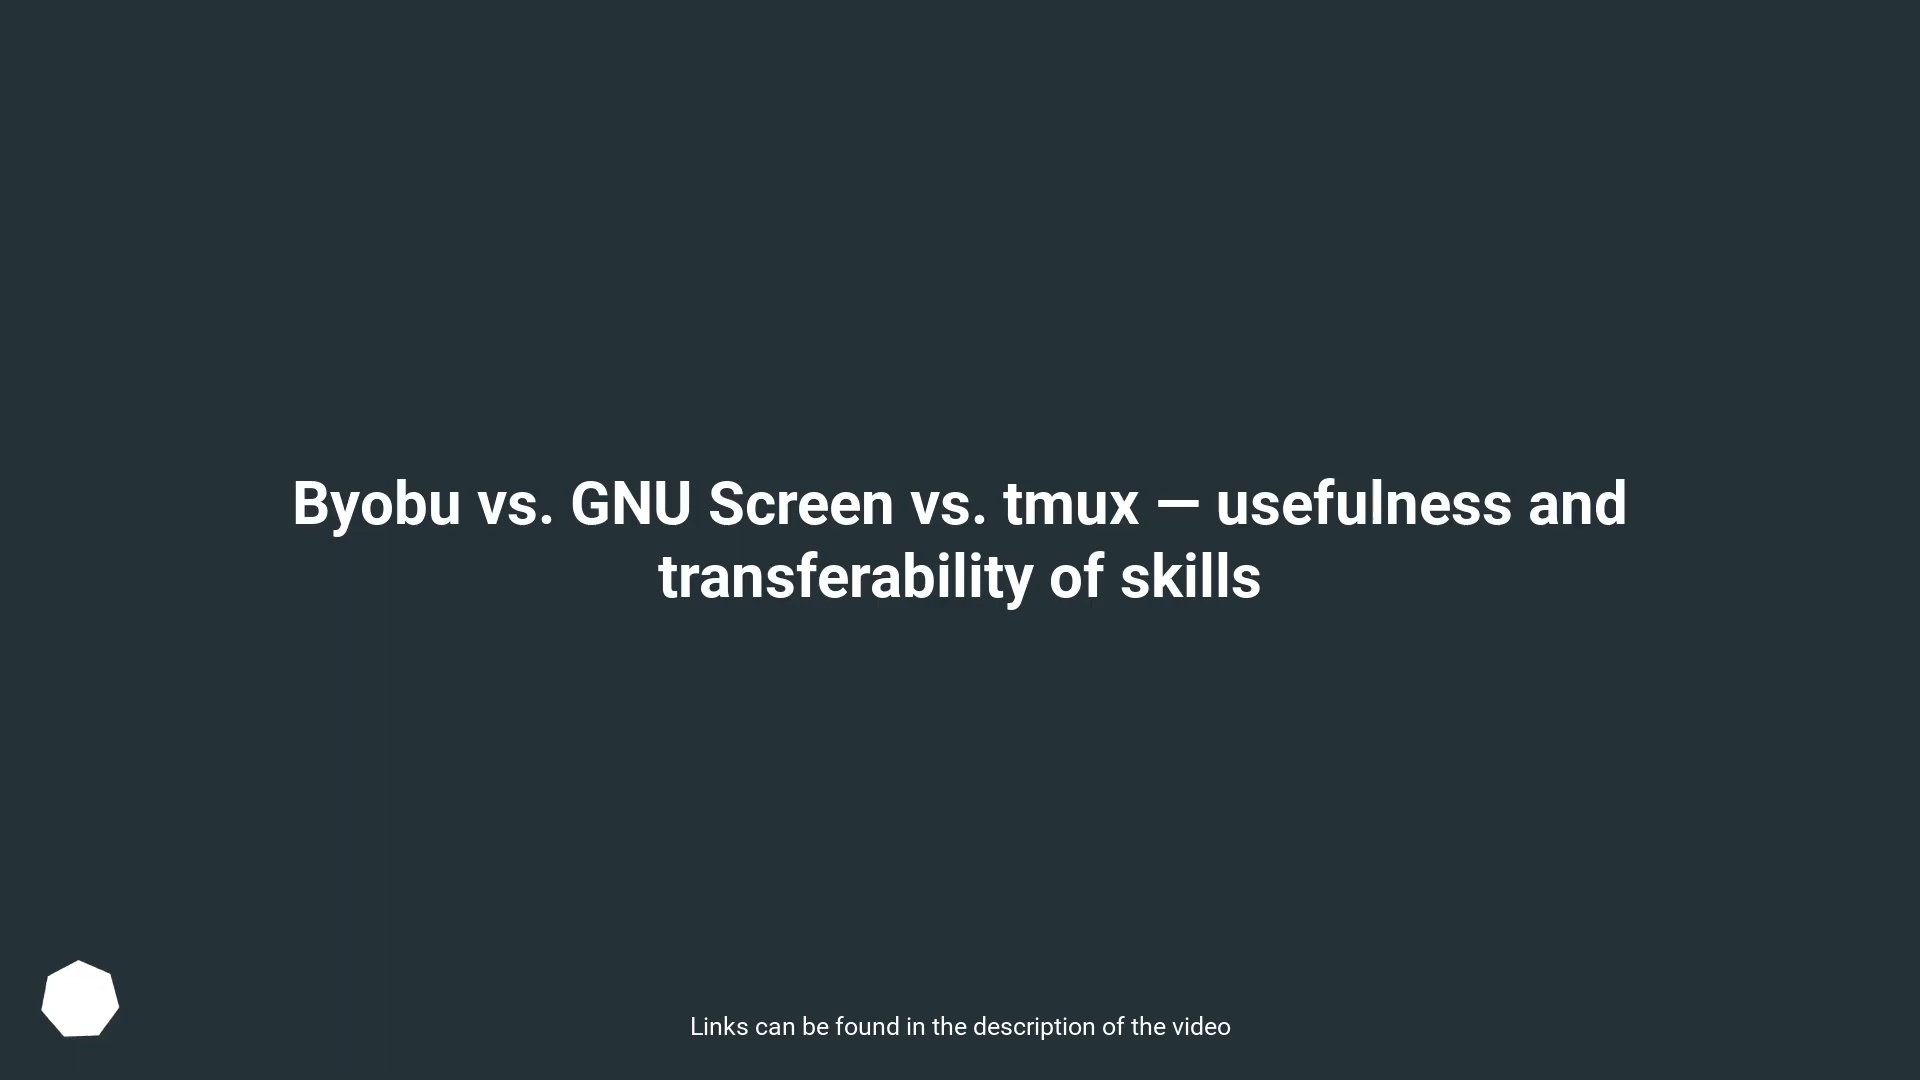 Byobu vs. GNU Screen vs. tmux — usefulness and
transferability of skills
Links can be found in the description of the video